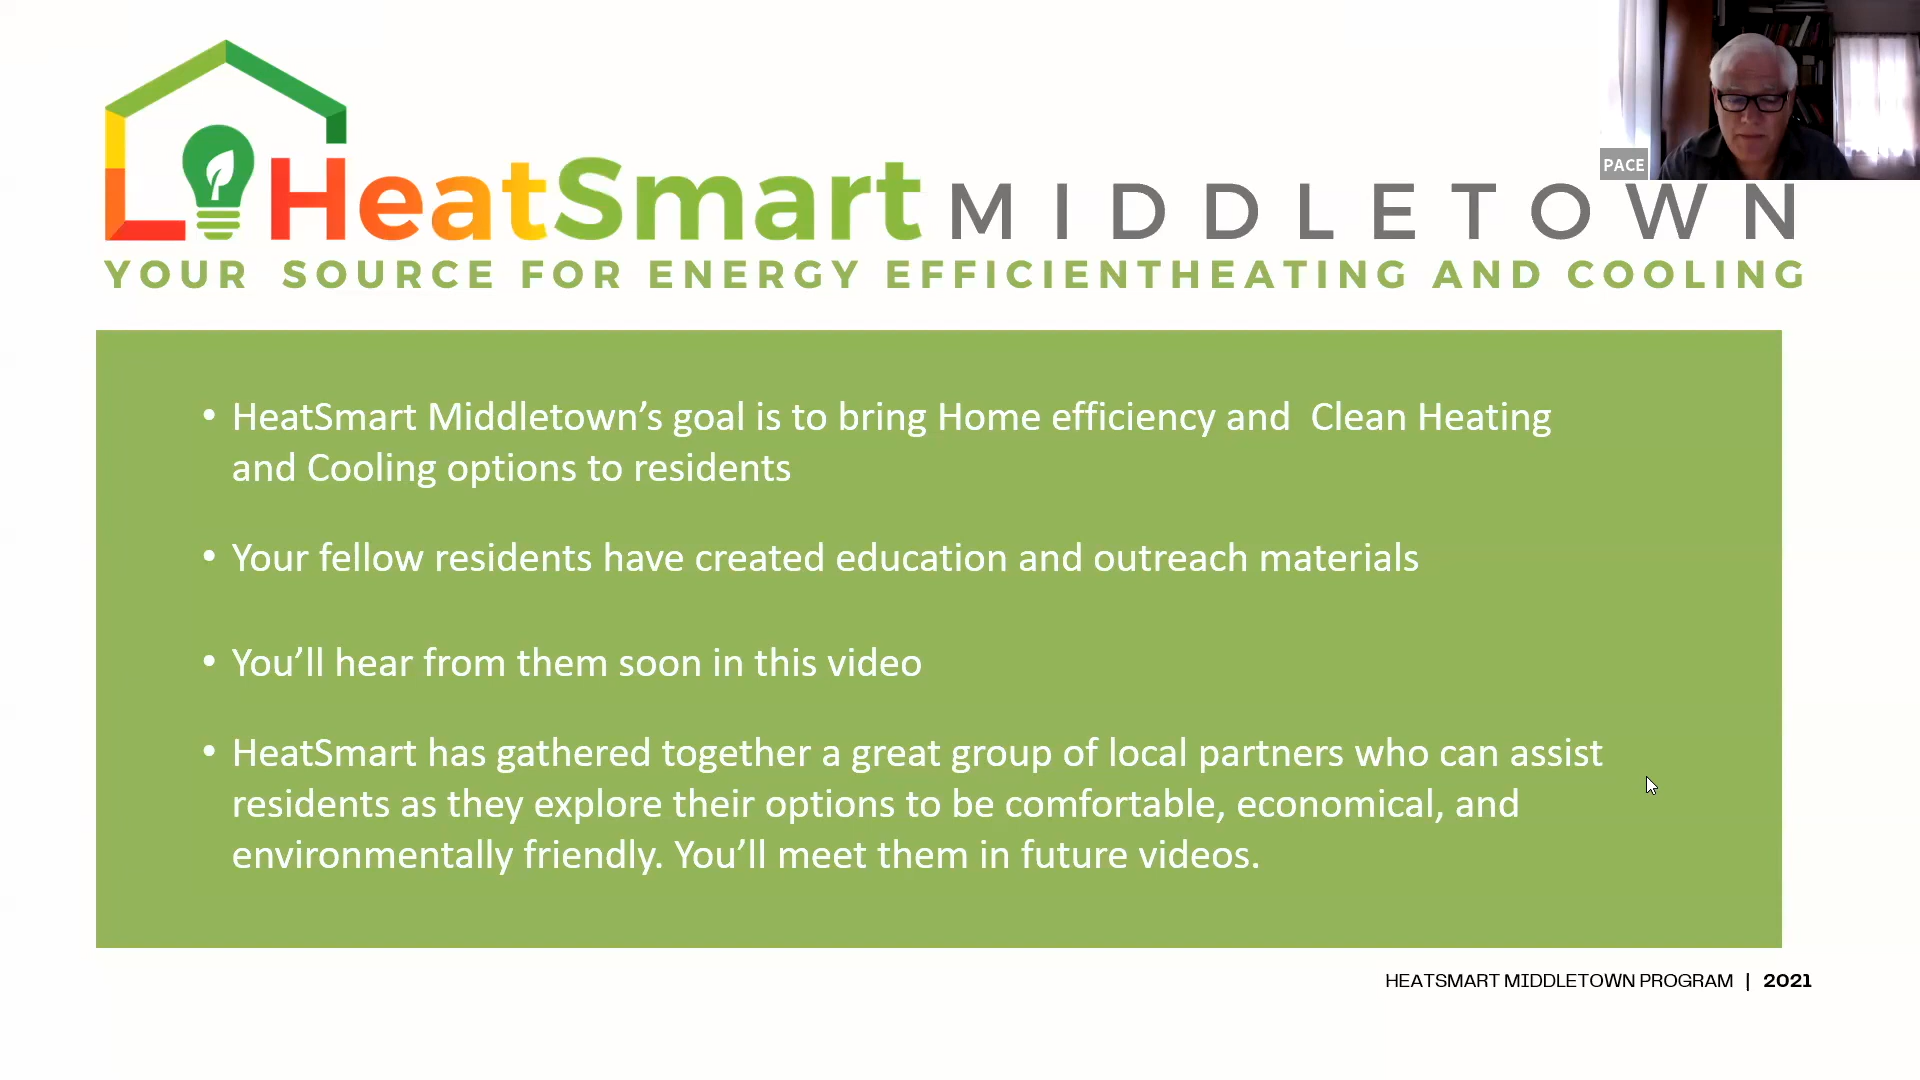 PACE
HeatSmart MIDDLETOWN
YOUR SOURCE FOR ENERGY EFFICIENTHEATING AND COOLING
• HeatSmart Middletown’s goal is to bring Home efficiency and  Clean Heating
and Cooling options to residents
• Your fellow residents have created education and outreach materials
• You’ll hear from them soon in this video
• HeatSmart has gathered together a great group of local partners who can assist
residents as they explore their options to be comfortable, economical, and
environmentally friendly. You’ll meet them in future videos.
HEATSMART MIDDLETOWN PROGRAM | 2021